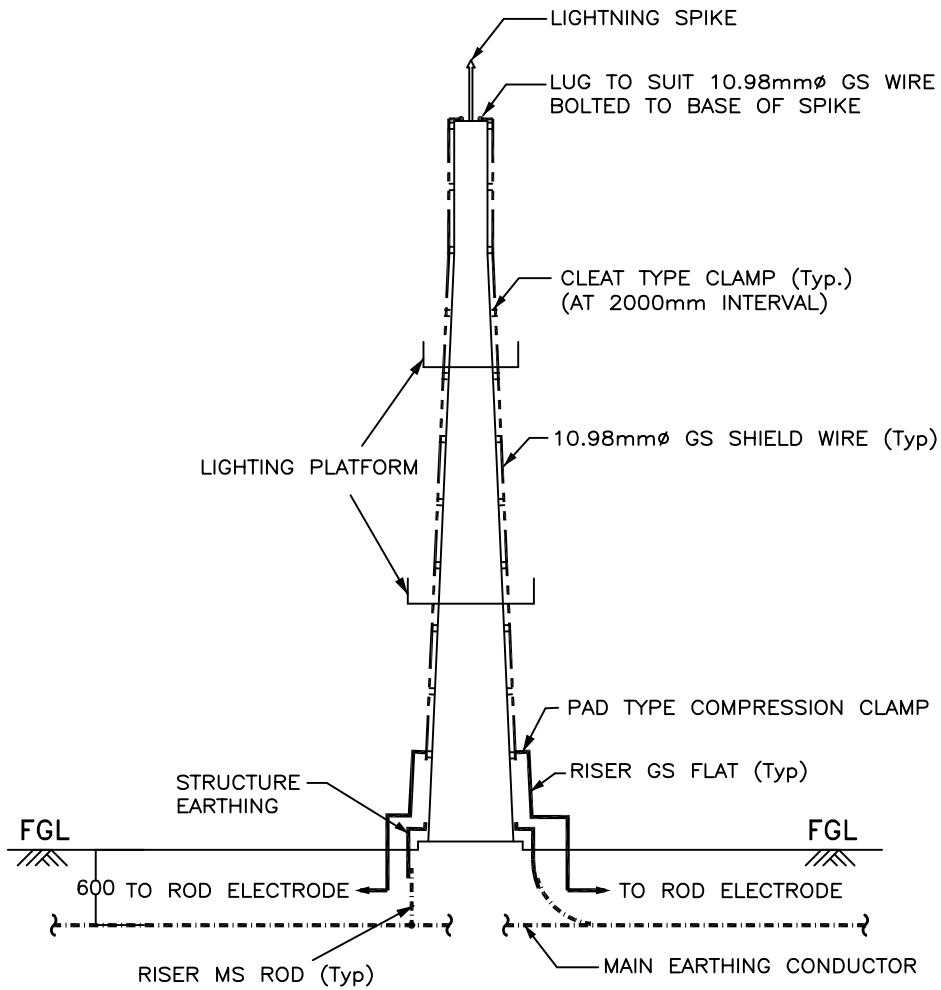 LIGHTNING SPIKE
LUG TO SUIT 10.98mmø GS WIRE
BOLTED TO BASE OF SPIKE
CLEAT TYPE CLAMP (Typ.)
(AT 2000mm INTERVAL)
10.98mmø GS SHIELD WIRE (Typ)
LIGHTING PLATFORM
PAD TYPE COMPRESSION CLAMP
RISER GS FLAT (Typ)
STRUCTURE
EARTHING
FGL
FGL
600
TO ROD ELECTRODE
TO ROD ELECTRODE
MAIN EARTHING CONDUCTOR
RISER MS ROD (Typ)